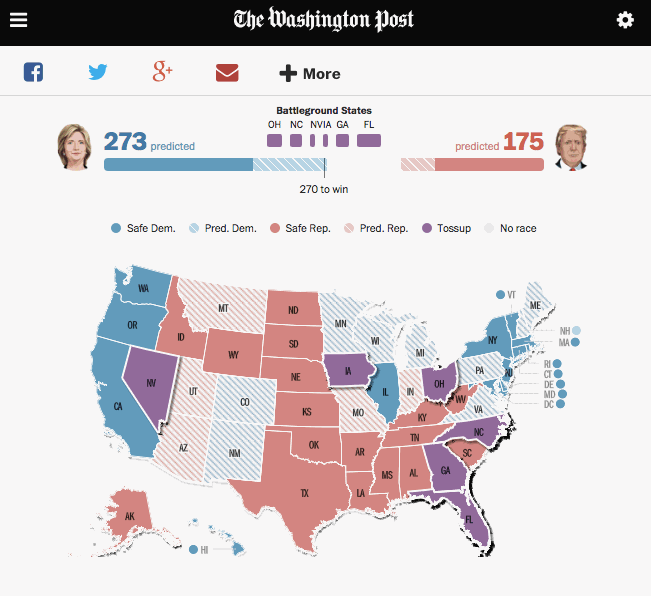 The Washington Post
+ More
Battleground States
OH NC NV IA GA FL
273 predicted
predicted 175
270 to win
Safe Dem. Pred. Dem. Safe Rep. Pred. Rep. Tossup No race
WA
OR
CA
NV
ID
MT
WY
UT
AZ
CO
NM
ND
SD
NE
KS
OK
TX
MN
IA
MO
AR
LA
WI
IL
MI
IN
OH
KY
TN
MS
AL
GA
FL
SC
NC
VA
WV
PA
NY
NJ
VT
ME
NH
MA
RI
CT
DE
MD
DC
AK
HI